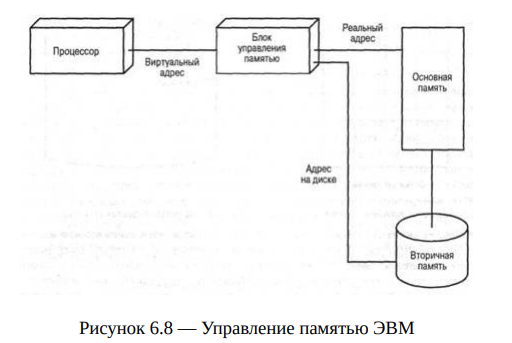 Процессор
Виртуальный
адрес
Блок
управления
памятью
Реальный
адрес
Основная
память
Адрес
на диске
Вторичная
память
Рисунок 6.8 — Управление памятью ЭВМ